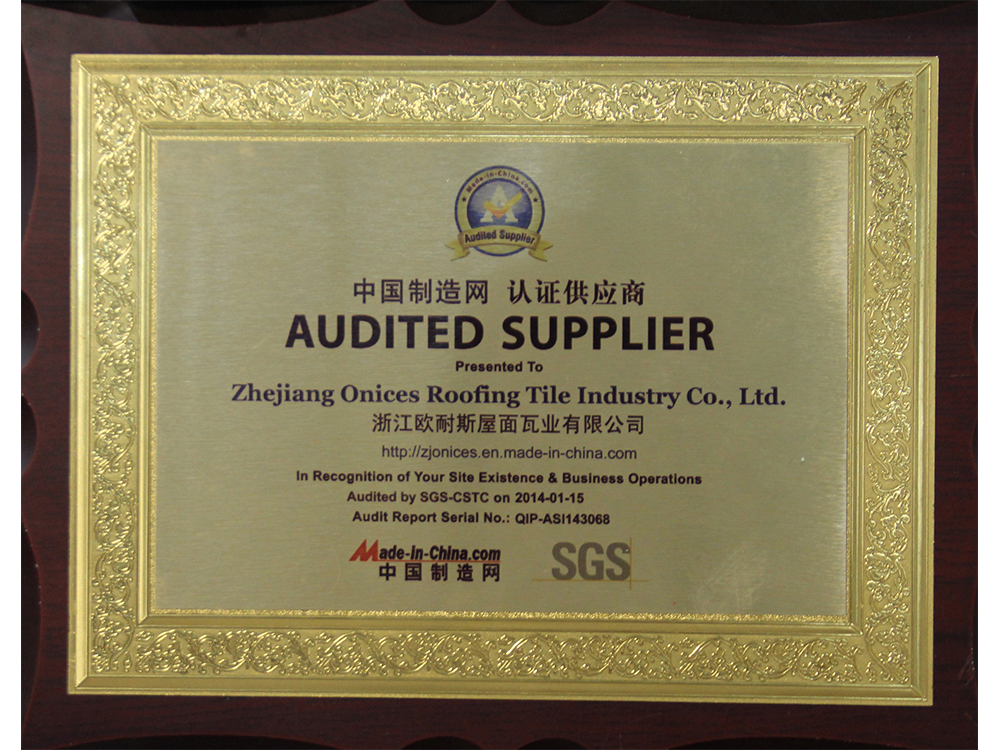 Made-in-China.com
Audited Supplier
中国制造网 认证供应商
AUDITED SUPPLIER
Presented To
Zhejiang Onices Roofing Tile Industry Co., Ltd.
浙江欧耐斯屋面瓦业有限公司
http://zjonices.en.made-in-china.com
In Recognition of Your Site Existence & Business Operations
Audited by SGS-CSTC on 2014-01-15
Audit Report Serial No.: QIP-ASI143068
Made-in-China.com
中国制造网
SGS